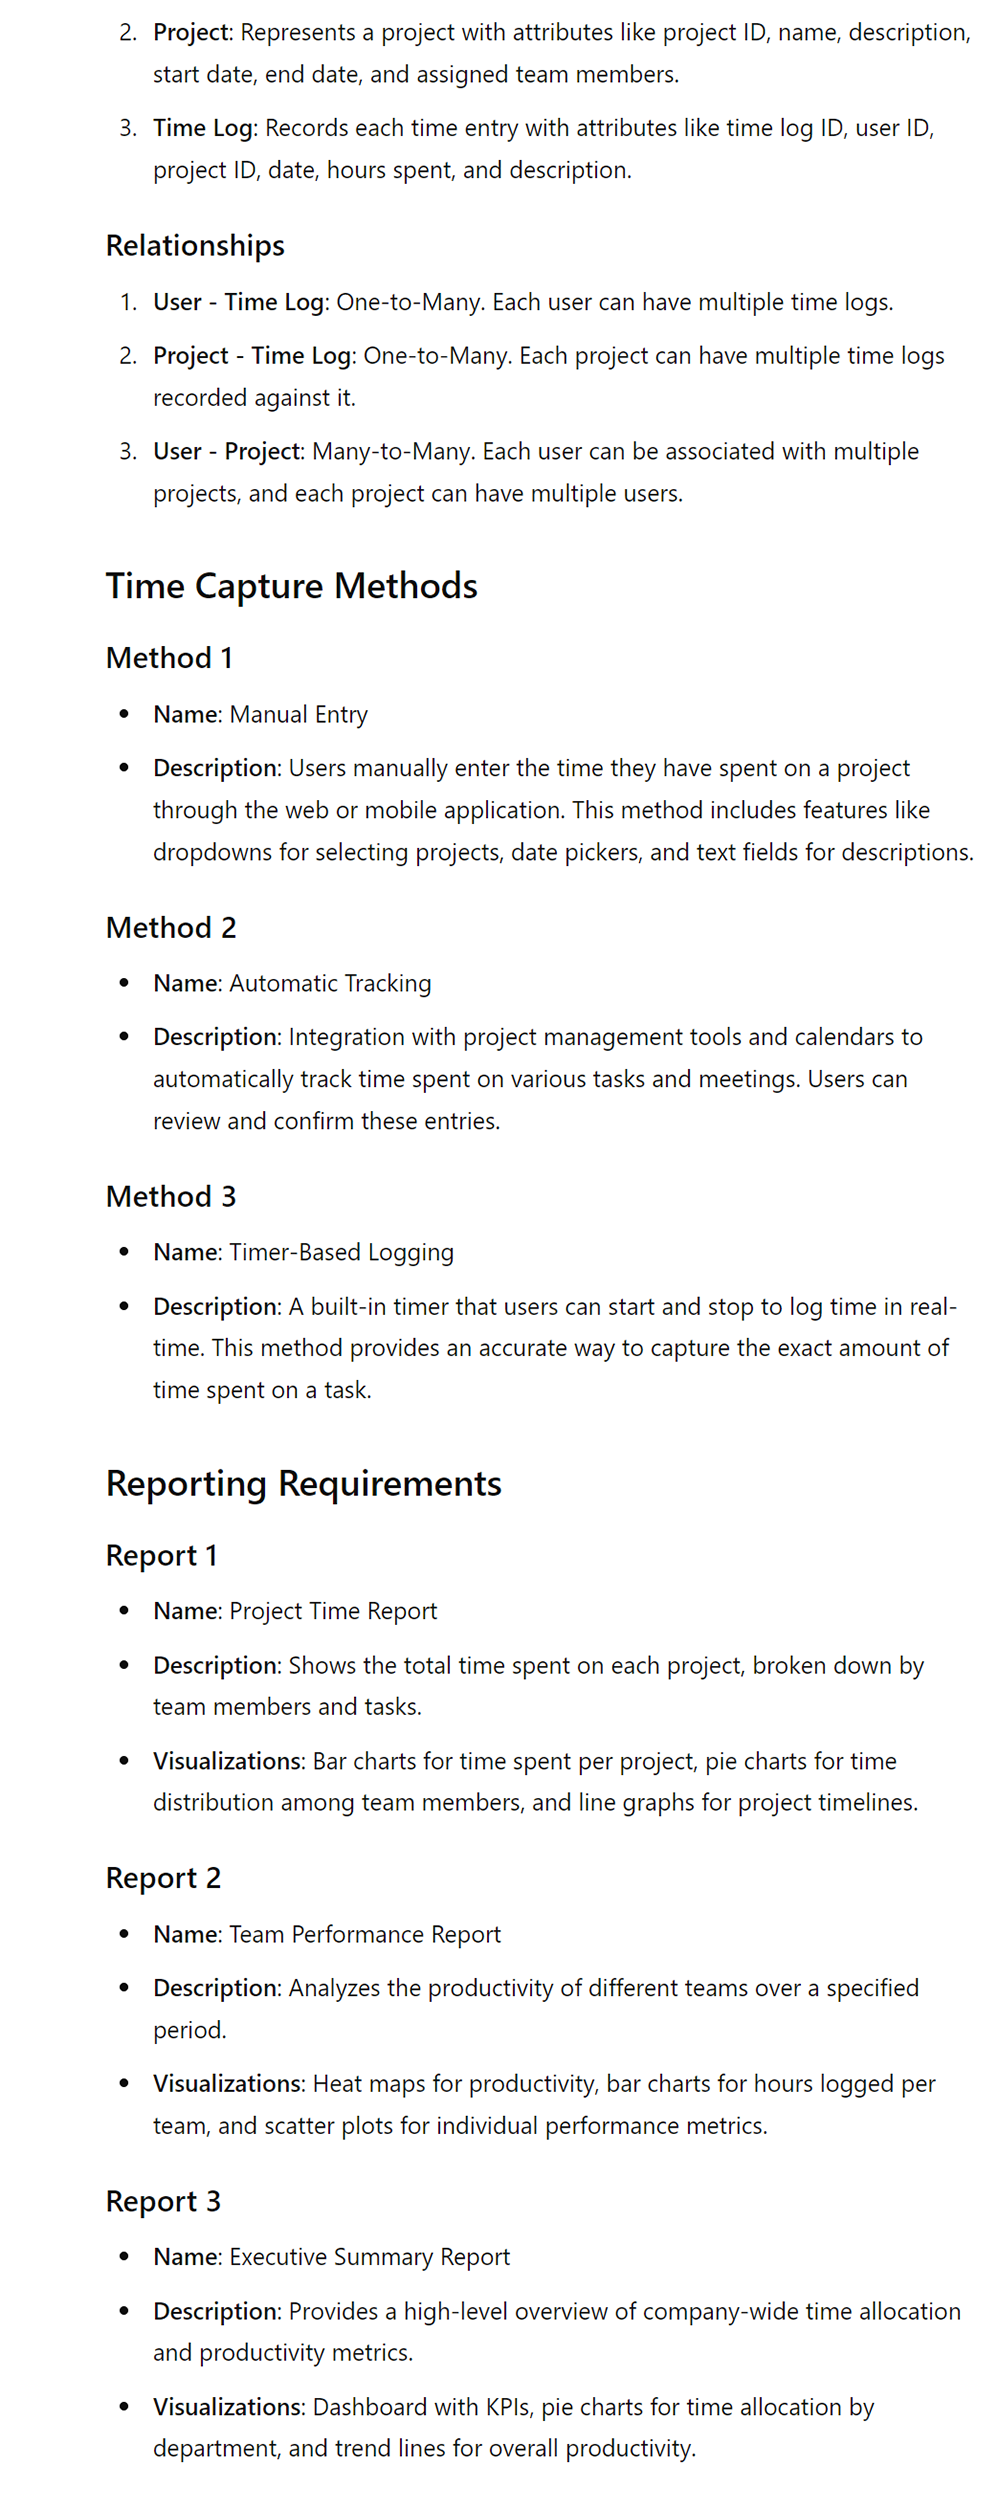 2. Project: Represents a project with attributes like project ID, name, description,
start date, end date, and assigned team members.
3. Time Log: Records each time entry with attributes like time log ID, user ID,
project ID, date, hours spent, and description.
Relationships
1. User - Time Log: One-to-Many. Each user can have multiple time logs.
2. Project - Time Log: One-to-Many. Each project can have multiple time logs
recorded against it.
3. User - Project: Many-to-Many. Each user can be associated with multiple
projects, and each project can have multiple users.
Time Capture Methods
Method 1
• Name: Manual Entry
• Description: Users manually enter the time they have spent on a project
through the web or mobile application. This method includes features like
dropdowns for selecting projects, date pickers, and text fields for descriptions.
Method 2
• Name: Automatic Tracking
• Description: Integration with project management tools and calendars to
automatically track time spent on various tasks and meetings. Users can
review and confirm these entries.
Method 3
• Name: Timer-Based Logging
• Description: A built-in timer that users can start and stop to log time in real-
time. This method provides an accurate way to capture the exact amount of
time spent on a task.
Reporting Requirements
Report 1
• Name: Project Time Report
• Description: Shows the total time spent on each project, broken down by
team members and tasks.
• Visualizations: Bar charts for time spent per project, pie charts for time
distribution among team members, and line graphs for project timelines.
Report 2
• Name: Team Performance Report
• Description: Analyzes the productivity of different teams over a specified
period.
• Visualizations: Heat maps for productivity, bar charts for hours logged per
team, and scatter plots for individual performance metrics.
Report 3
• Name: Executive Summary Report
• Description: Provides a high-level overview of company-wide time allocation
and productivity metrics.
• Visualizations: Dashboard with KPIs, pie charts for time allocation by
department, and trend lines for overall productivity.